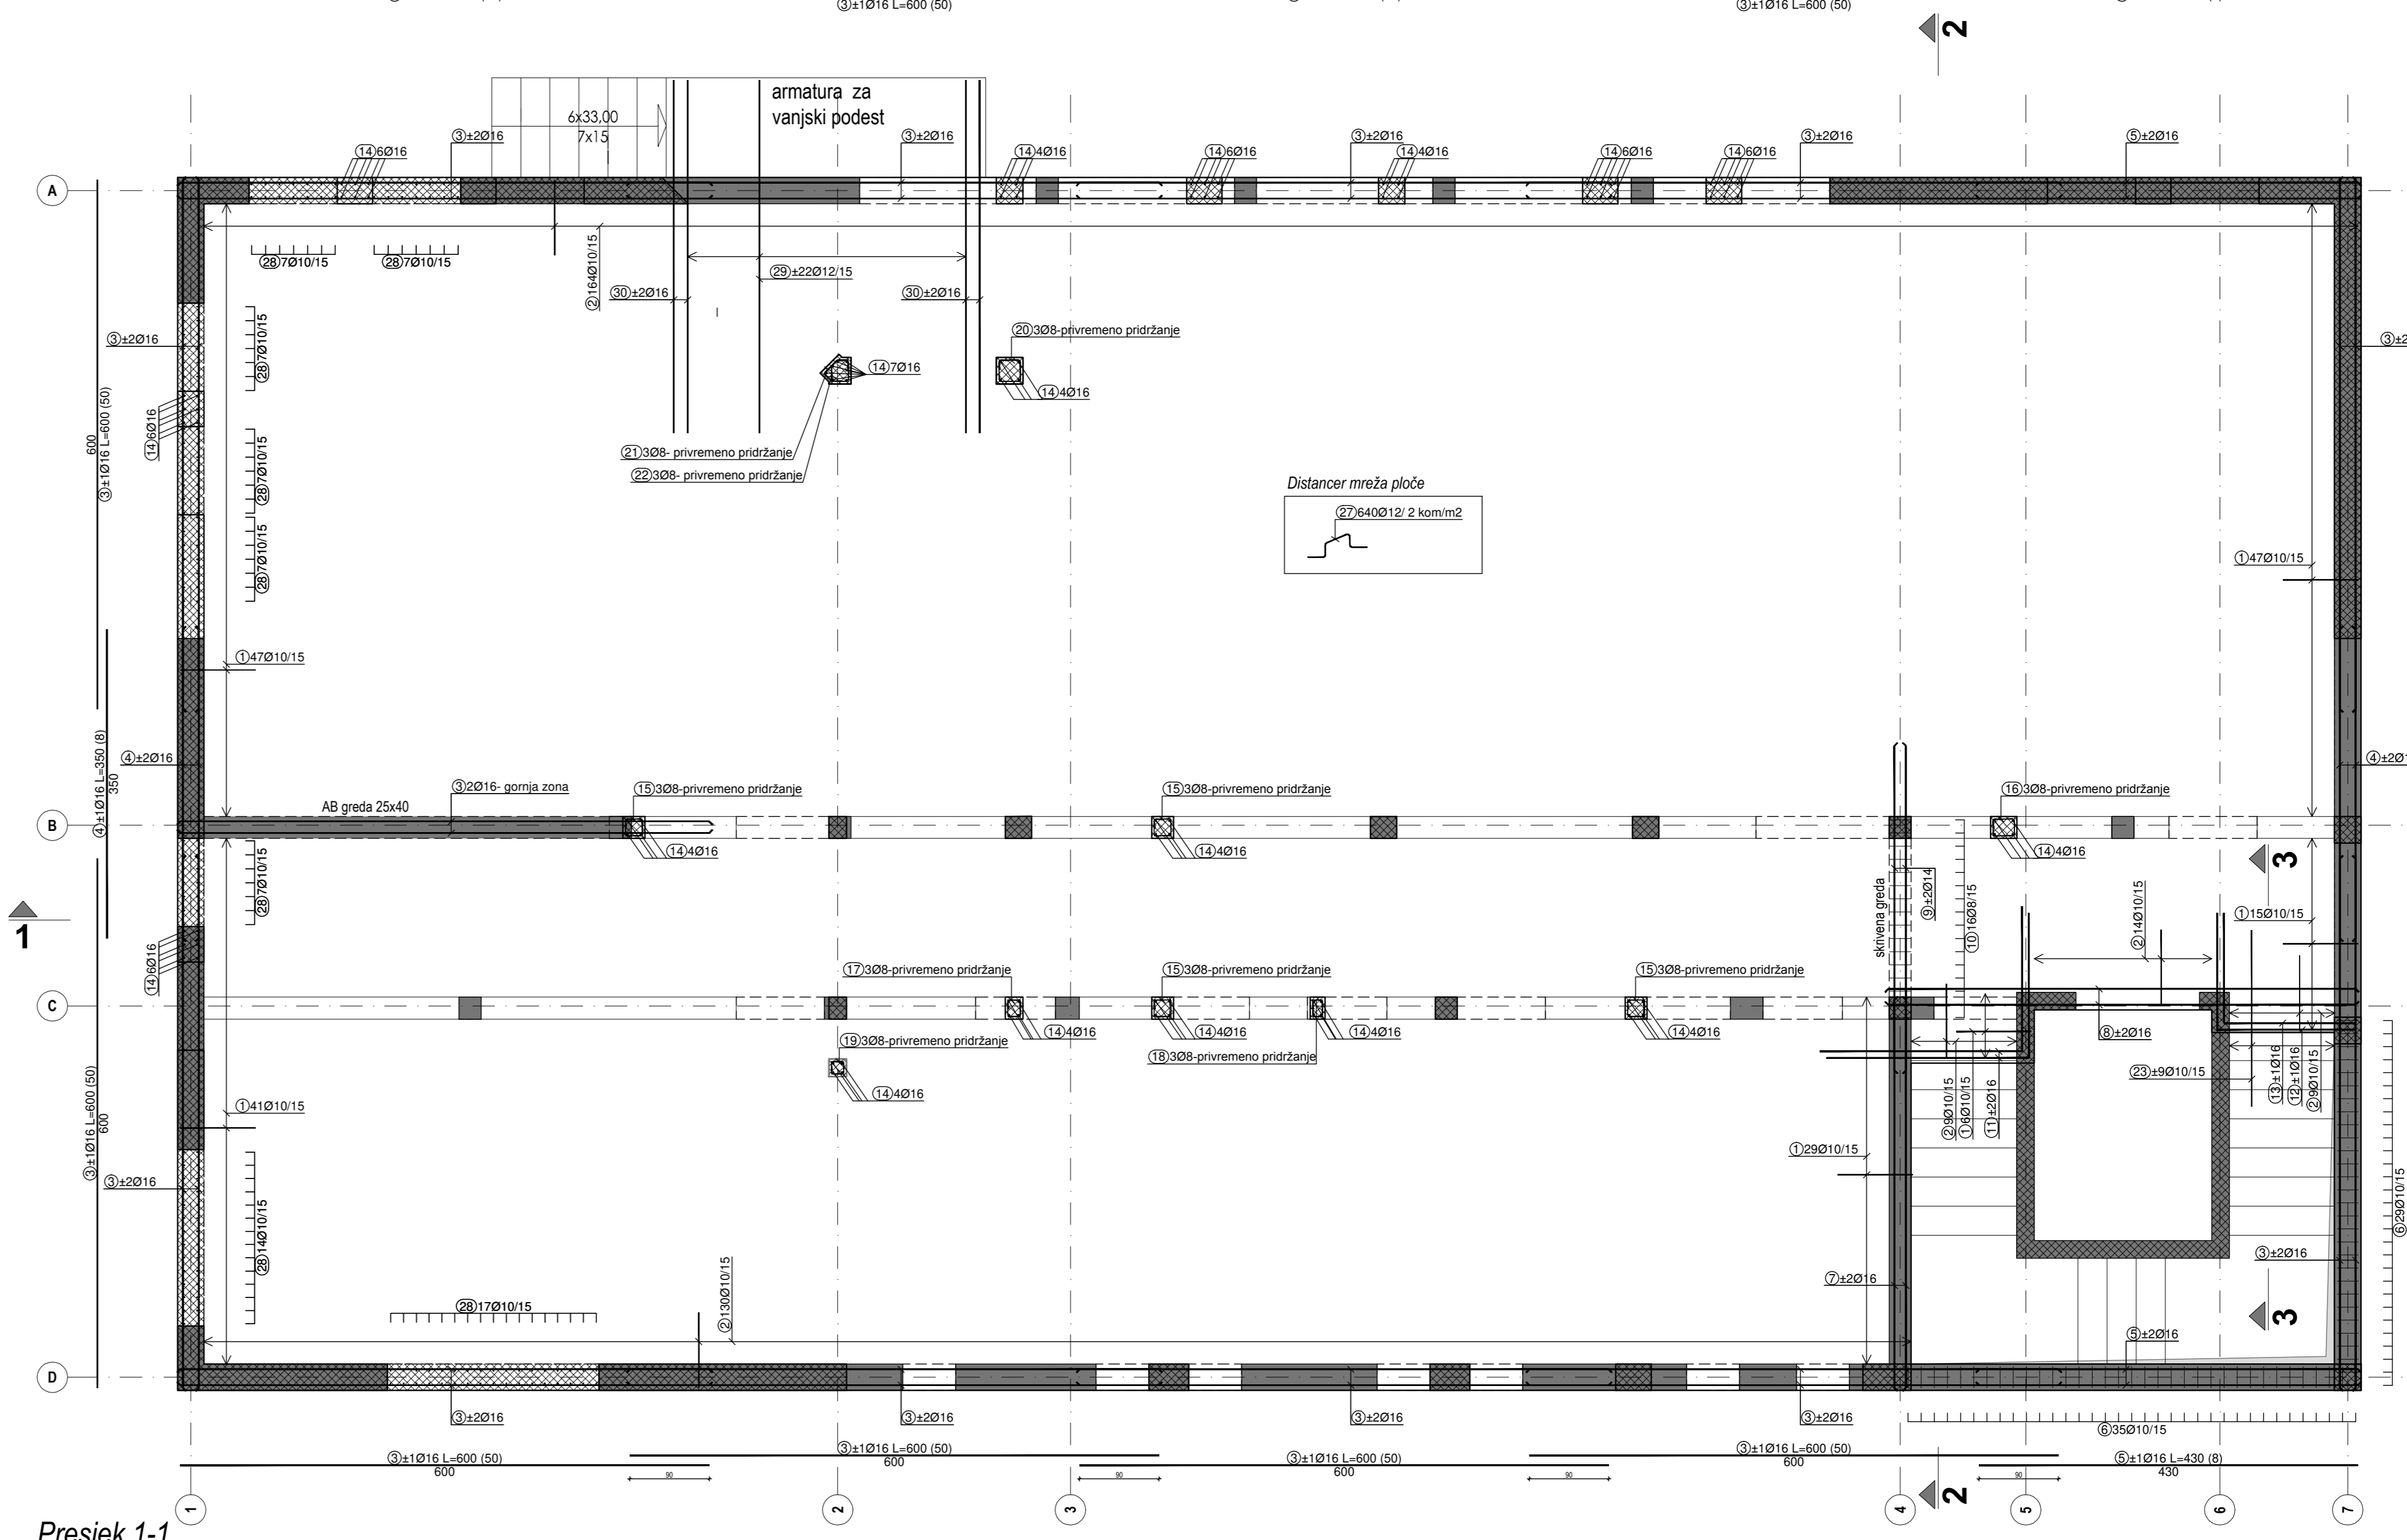 ③±1Ø16 L=600 (50)
③±1Ø16 L=600 (50)
2
armatura za
vanjski podest
6x33,00
7x15
③±2Ø16
③±2Ø16
③±2Ø16
③±2Ø16
⑤±2Ø16
⑭6Ø16
⑭4Ø16
⑭6Ø16
⑭4Ø16
⑭6Ø16
⑭6Ø16
A
㉘7Ø10/15
㉘7Ø10/15
②164Ø10/15
㉙±22Ø12/15
㉚±2Ø16
㉚±2Ø16
㉘7Ø10/15
③±2Ø16
⑳3Ø8-privremeno pridržanje
⑭7Ø16
⑭4Ø16
600
③±1Ø16 L=600 (50)
⑭6Ø16
㉘7Ø10/15
㉑3Ø8- privremeno pridržanje
㉒3Ø8- privremeno pridržanje
Distancer mreža ploče
㉗640Ø12/ 2 kom/m2
㉘7Ø10/15
①47Ø10/15
①47Ø10/15
④±1Ø16 L=350 (8)
350
④±2Ø16
③2Ø16- gornja zona
AB greda 25x40
⑮3Ø8-privremeno pridržanje
⑮3Ø8-privremeno pridržanje
⑯3Ø8-privremeno pridržanje
B
⑭4Ø16
⑭4Ø16
⑭4Ø16
㉘7Ø10/15
skrivena greda
⑨±2Ø14
⑩16Ø8/15
3
②14Ø10/15
①15Ø10/15
1
⑭6Ø16
⑰3Ø8-privremeno pridržanje
⑮3Ø8-privremeno pridržanje
⑮3Ø8-privremeno pridržanje
C
⑭4Ø16
⑭4Ø16
⑭4Ø16
⑭4Ø16
⑲3Ø8-privremeno pridržanje
⑱3Ø8-privremeno pridržanje
⑭4Ø16
⑧±2Ø16
㉓±9Ø10/15
②9Ø10/15
①6Ø10/15
⑪±2Ø16
⑬±1Ø16
⑫±1Ø16
②9Ø10/15
①41Ø10/15
①29Ø10/15
③±1Ø16 L=600 (50)
600
③±2Ø16
㉘14Ø10/15
⑥29Ø10/15
③±2Ø16
⑦±2Ø16
㉘17Ø10/15
②130Ø10/15
3
⑤±2Ø16
D
③±2Ø16
③±2Ø16
③±2Ø16
③±2Ø16
⑥35Ø10/15
③±1Ø16 L=600 (50)
600
③±1Ø16 L=600 (50)
600
③±1Ø16 L=600 (50)
600
③±1Ø16 L=600 (50)
600
⑤±1Ø16 L=430 (8)
430
90
90
90
90
1
2
3
4
2
5
6
7
Presjek 1-1